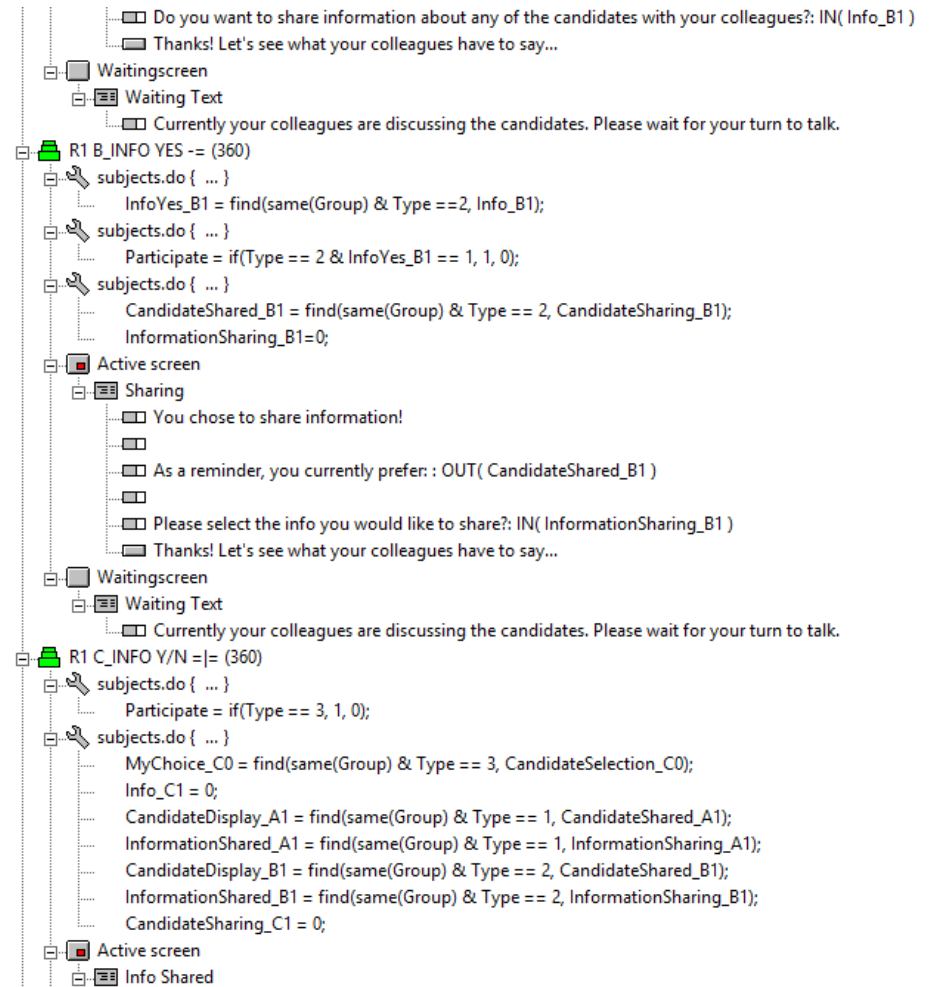 Do you want to share information about any of the candidates with your colleagues?: IN( Info_B1 )
Thanks! Let's see what your colleagues have to say...
Waitingscreen
Waiting Text
Currently your colleagues are discussing the candidates. Please wait for your turn to talk.
R1 B_INFO YES -= (360)
subjects.do { ... }
InfoYes_B1 = find(same(Group) & Type ==2, Info_B1);
subjects.do { ... }
Participate = if(Type == 2 & InfoYes_B1 == 1, 1, 0);
subjects.do { ... }
CandidateShared_B1 = find(same(Group) & Type == 2, CandidateSharing_B1);
InformationSharing_B1=0;
Active screen
Sharing
You chose to share information!
As a reminder, you currently prefer: : OUT( CandidateShared_B1 )
Please select the info you would like to share?: IN( InformationSharing_B1 )
Thanks! Let's see what your colleagues have to say...
Waitingscreen
Waiting Text
Currently your colleagues are discussing the candidates. Please wait for your turn to talk.
R1 C_INFO Y/N =|= (360)
subjects.do { ... }
Participate = if(Type == 3, 1, 0);
subjects.do { ... }
MyChoice_C0 = find(same(Group) & Type == 3, CandidateSelection_C0);
Info_C1 = 0;
CandidateDisplay_A1 = find(same(Group) & Type == 1, CandidateShared_A1);
InformationShared_A1 = find(same(Group) & Type == 1, InformationSharing_A1);
CandidateDisplay_B1 = find(same(Group) & Type == 2, CandidateShared_B1);
InformationShared_B1 = find(same(Group) & Type == 2, InformationSharing_B1);
CandidateSharing_C1 = 0;
Active screen
Info Shared